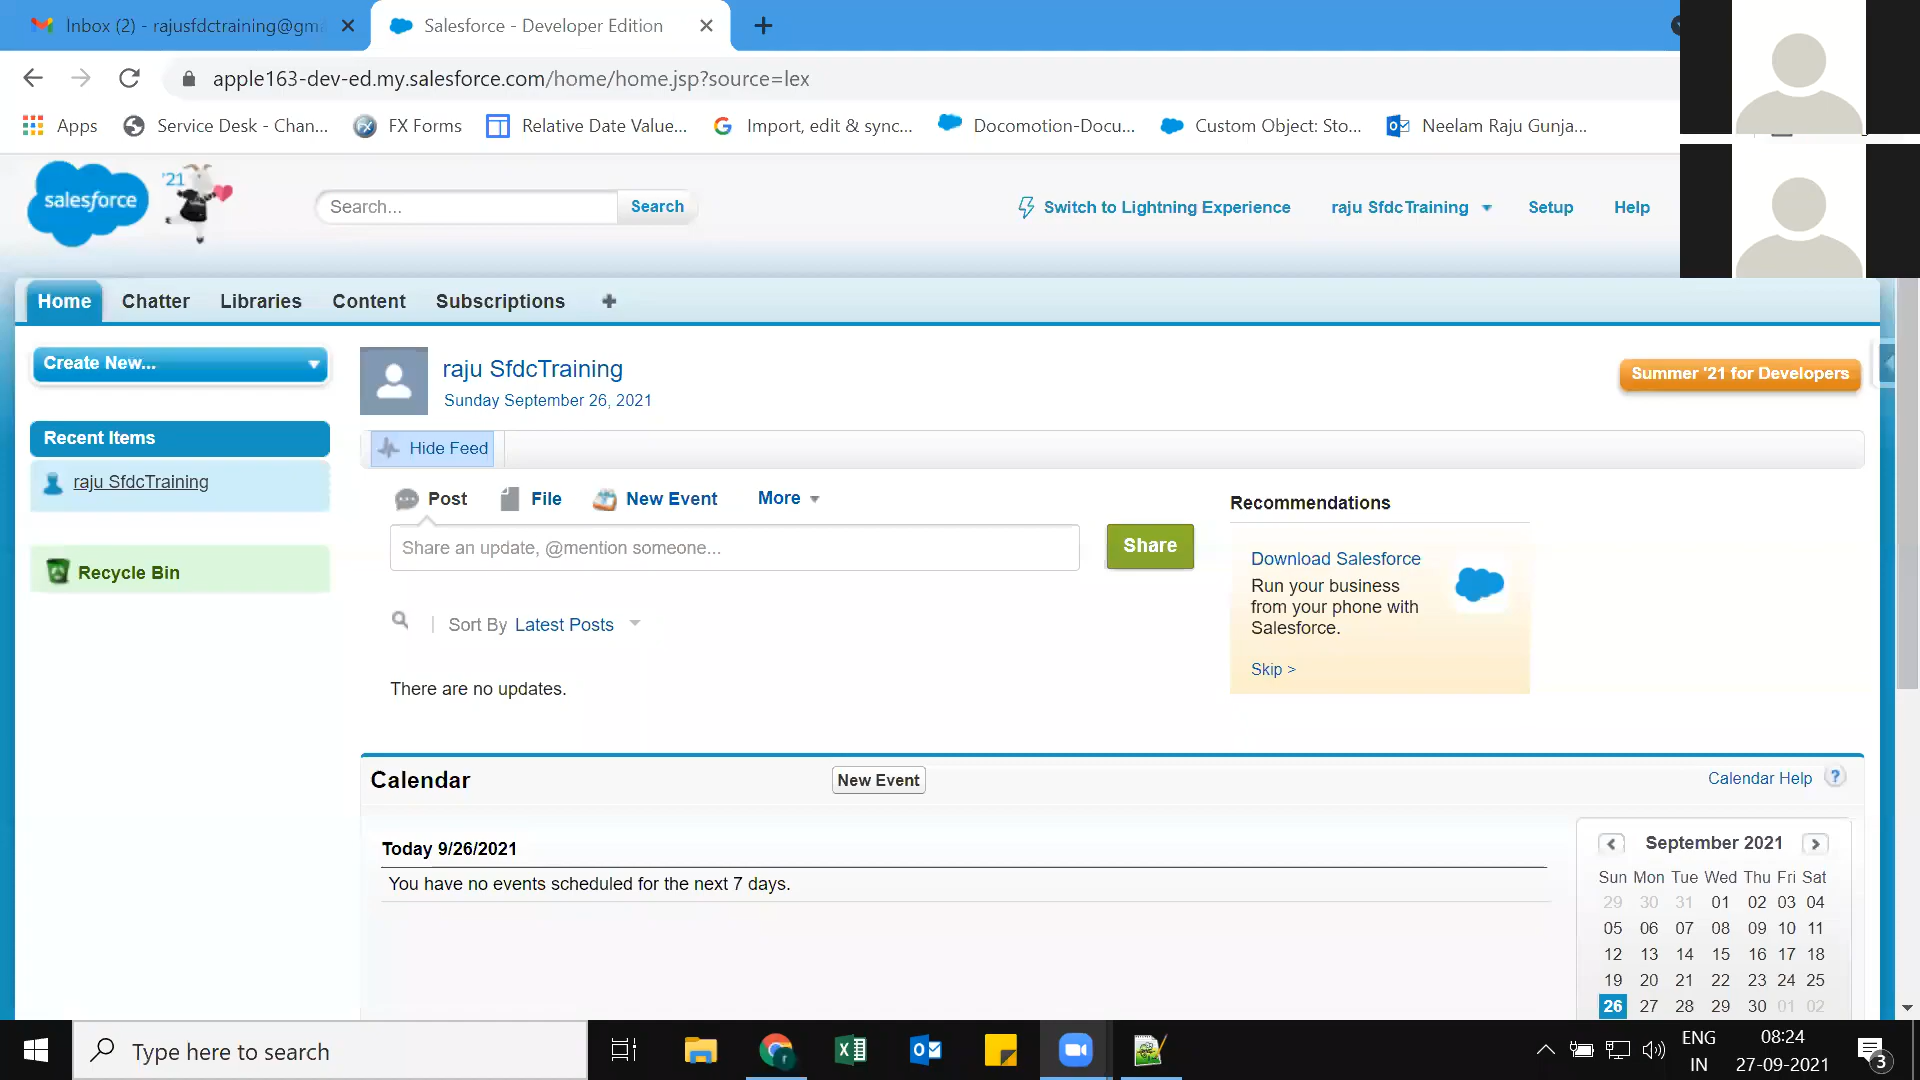 Inbox (2) - rajusfdctraining@gm
Salesforce - Developer Edition
apple163-dev-ed.my.salesforce.com/home/home.jsp?source=lex
Apps
Service Desk - Chan...
FX Forms
Relative Date Value...
Import, edit & sync...
Docomotion-Docu...
Custom Object: Sto...
Neelam Raju Gunja...
salesforce
'21
Search...
Search
Switch to Lightning Experience
raju SfdcTraining
Setup
Help
Home
Chatter
Libraries
Content
Subscriptions
Create New...
raju SfdcTraining
Sunday September 26, 2021
Summer '21 for Developers
Recent Items
raju SfdcTraining
Recycle Bin
Hide Feed
Post
File
New Event
More
Share an update, @mention someone...
Share
Sort By Latest Posts
There are no updates.
Recommendations
Download Salesforce
Run your business
from your phone with
Salesforce.
Skip >
Calendar
New Event
Calendar Help
?
Today 9/26/2021
You have no events scheduled for the next 7 days.
September 2021
Sun Mon Tue Wed Thu Fri Sat
29 30 31 01 02 03 04
05 06 07 08 09 10 11
12 13 14 15 16 17 18
19 20 21 22 23 24 25
26 27 28 29 30 01 02
Type here to search
ENG
IN
08:24
27-09-2021
3